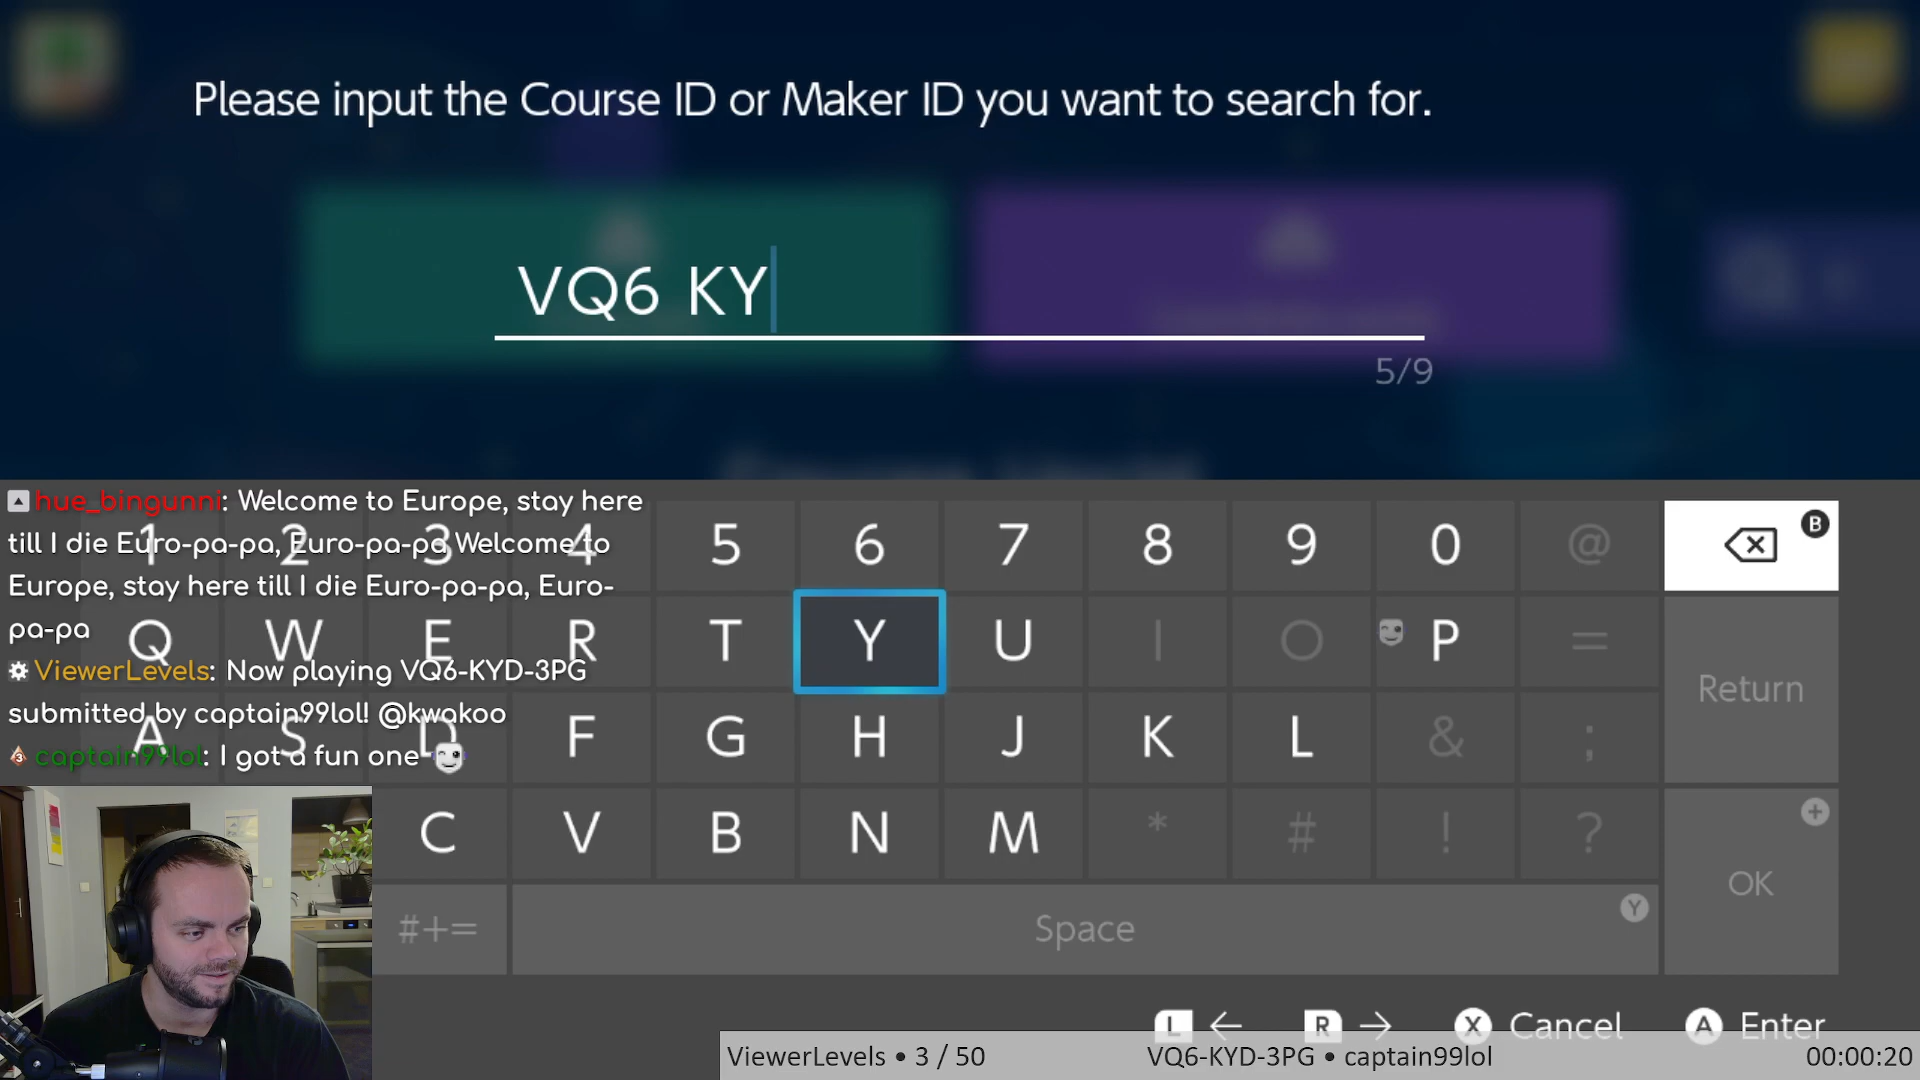 Please input the Course ID or Maker ID you want to search for.
VQ6 KY
5/9
hue_bingunni: Welcome to Europe, stay here
till I die Euro-pa-pa, Euro-pa-pa Welcome to
Europe, stay here till I die Euro-pa-pa, Euro-
pa-pa
ViewerLevels: Now playing VQ6-KYD-3PG
submitted by captain99lol! @kwakoo
captain99lol: I got a fun one
1 2 3 4 5 6 7 8 9 0 @ B
Q W E R T Y U I O P =
Return
A S D F G H J K L & ;
C V B N M * # ! ? +
OK
#+= Space Y
L ← R → X Cancel A Enter
ViewerLevels • 3 / 50 VQ6-KYD-3PG • captain99lol 00:00:20